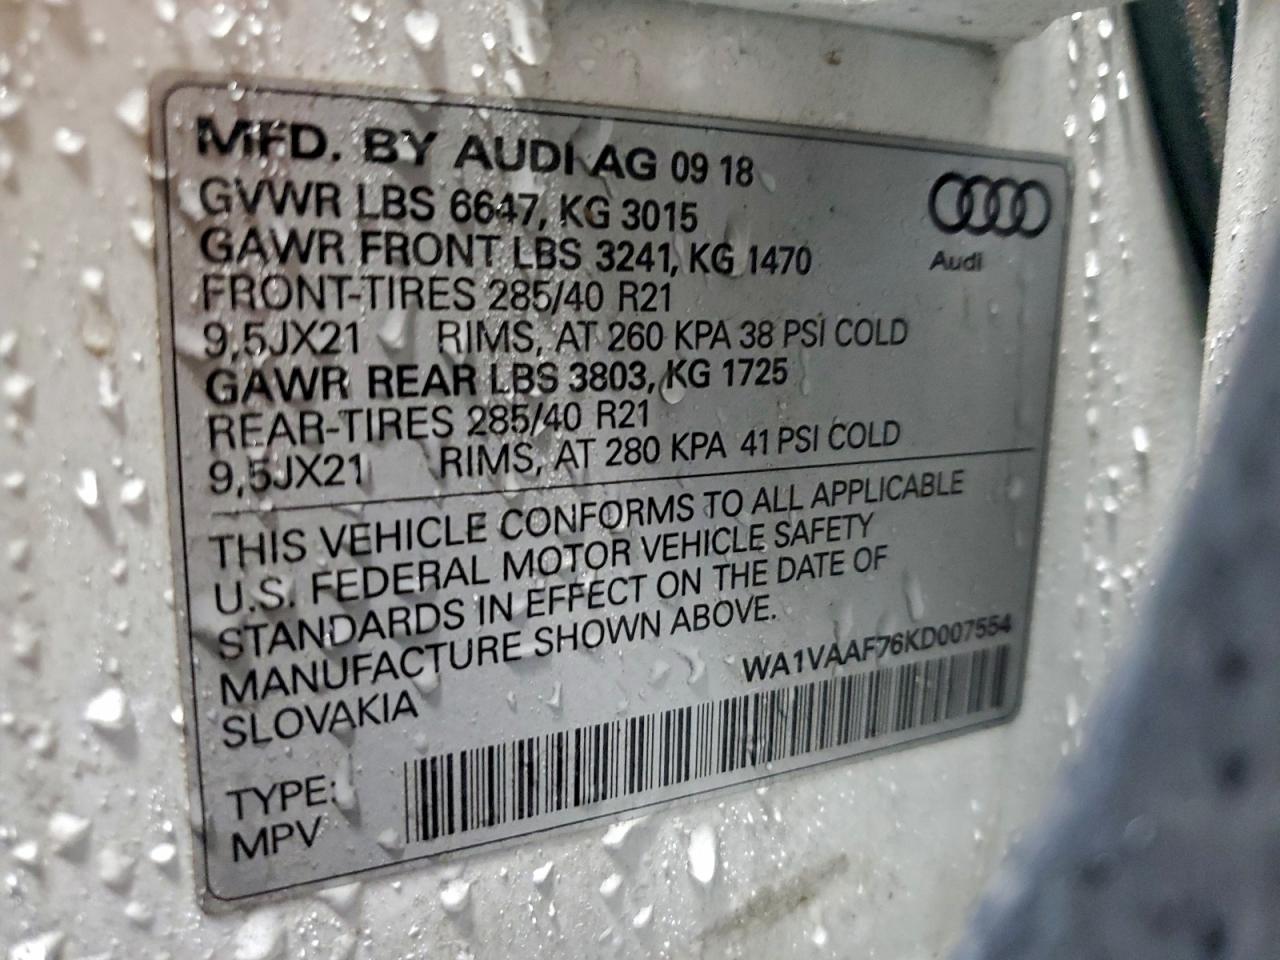 MFD. BY AUDI AG 09 18
GVWR LBS 6647, KG 3015
GAWR FRONT LBS 3241, KG 1470
FRONT-TIRES 285/40 R21
9,5JX21 RIMS, AT 260 KPA 38 PSI COLD
GAWR REAR LBS 3803, KG 1725
REAR-TIRES 285/40 R21
9,5JX21 RIMS, AT 280 KPA 41 PSI COLD
Audi
THIS VEHICLE CONFORMS TO ALL APPLICABLE
U.S. FEDERAL MOTOR VEHICLE SAFETY
STANDARDS IN EFFECT ON THE DATE OF
MANUFACTURE SHOWN ABOVE.
SLOVAKIA
WA1VAAF76KD007554
TYPE:
MPV